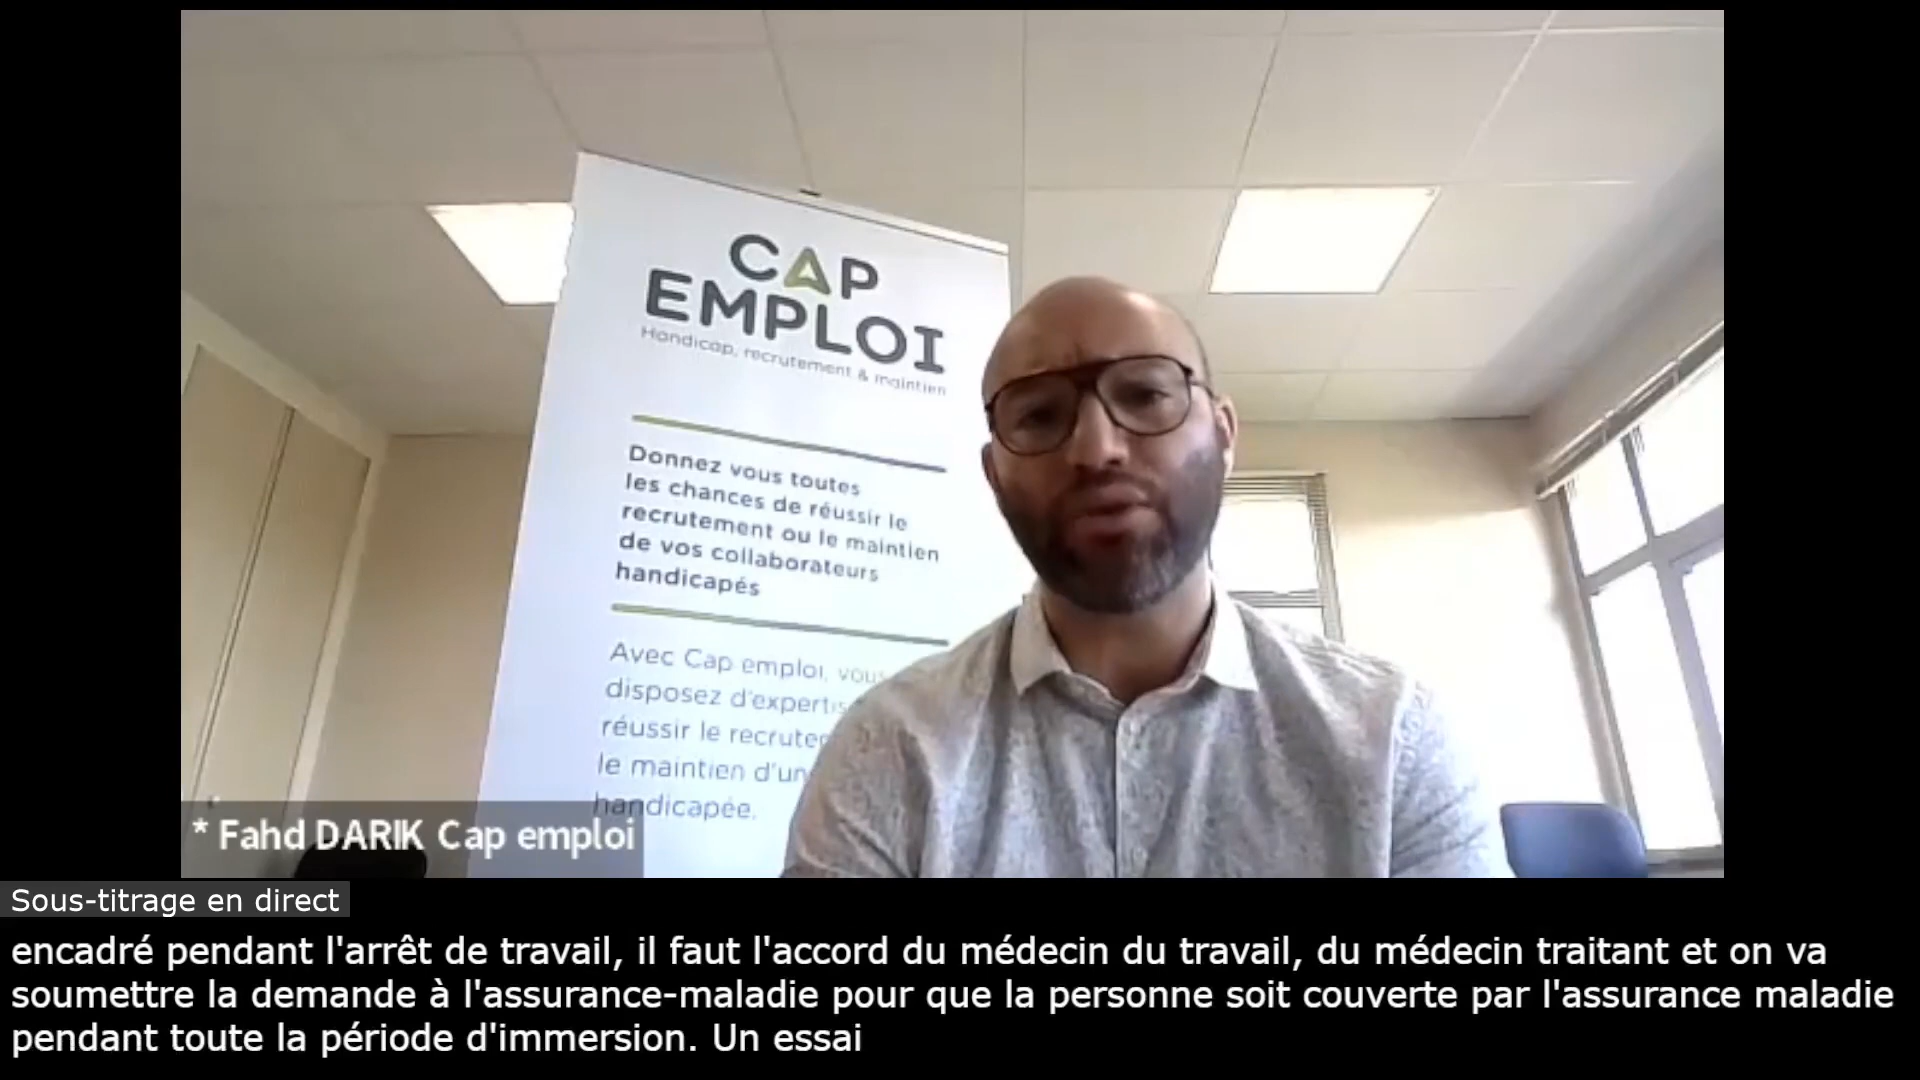 CAP
EMPLOI
Handicap, recrutement & maintien
Donnez vous toutes
les chances de réussir le
recrutement ou le maintien
de vos collaborateurs
handicapés
Avec Cap emploi, vous
disposez d'expertis
réussir le recrute
le maintien d'un
handicapée.
* Fahd DARIK Cap emploi
Sous-titrage en direct
encadré pendant l'arrêt de travail, il faut l'accord du médecin du travail, du médecin traitant et on va
soumettre la demande à l'assurance-maladie pour que la personne soit couverte par l'assurance maladie
pendant toute la période d'immersion. Un essai